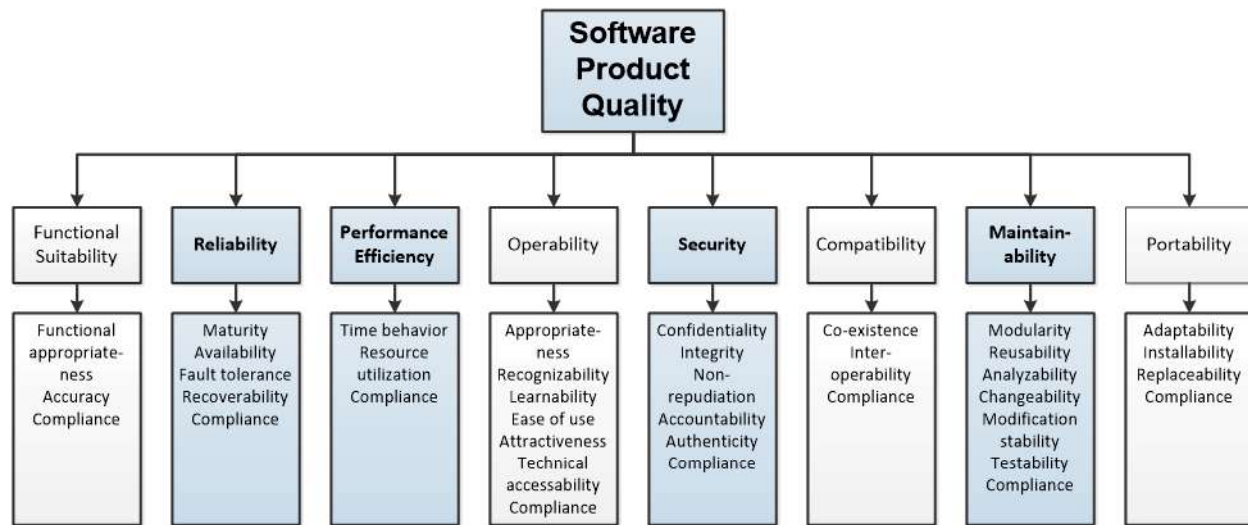 Software
Product
Quality
Functional
Suitability
Reliability
Performance
Efficiency
Operability
Security
Compatibility
Maintain-
ability
Portability
Functional
appropriate-
ness
Accuracy
Compliance
Maturity
Availability
Fault tolerance
Recoverability
Compliance
Time behavior
Resource
utilization
Compliance
Appropriate-
ness
Recognizability
Learnability
Ease of use
Attractiveness
Technical
accessability
Compliance
Confidentiality
Integrity
Non-
repudiation
Accountability
Authenticity
Compliance
Co-existence
Inter-
operability
Compliance
Modularity
Reusability
Analyzability
Changeability
Modification
stability
Testability
Compliance
Adaptability
Installability
Replaceability
Compliance